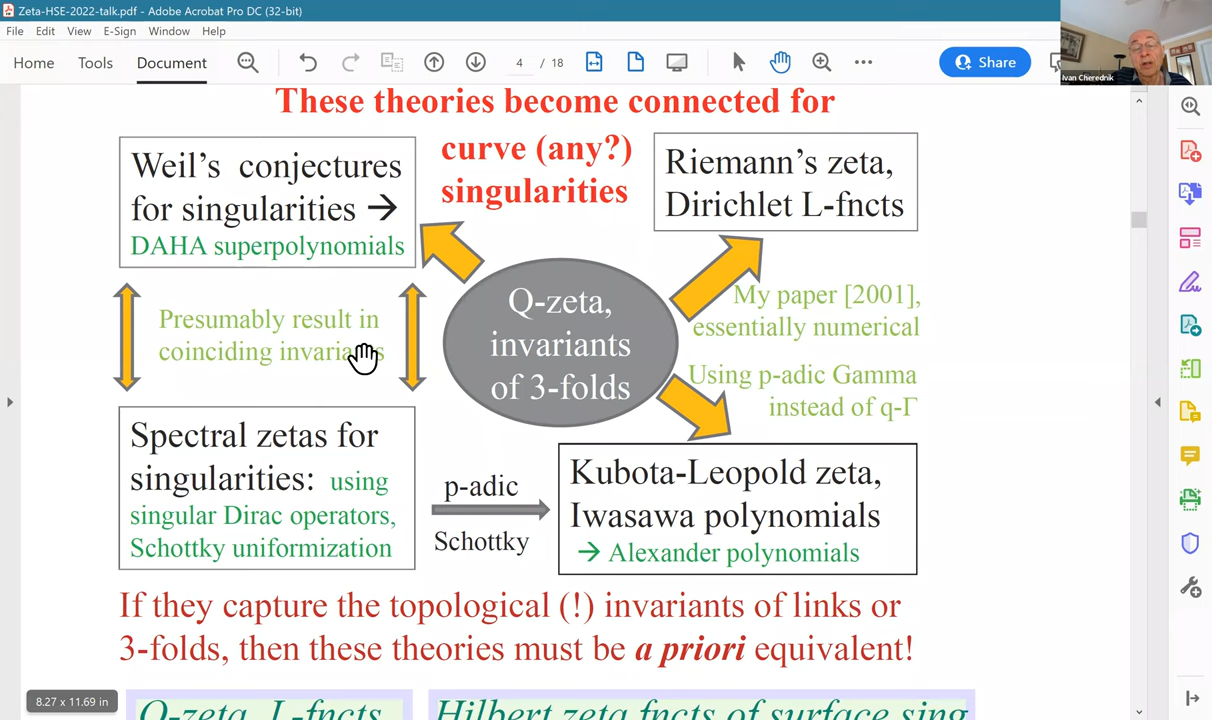 Zeta-HSE-2022-talk.pdf - Adobe Acrobat Pro DC (32-bit)
File Edit View E-Sign Window Help
Home Tools Document 4 / 18 Share
Ivan Cherednik
These theories become connected for
curve (any?)
singularities
Weil's conjectures
for singularities →
DAHA superpolynomials
Riemann's zeta,
Dirichlet L-fncts
Presumably result in
coinciding invariants
Q-zeta,
invariants
of 3-folds
My paper [2001],
essentially numerical
Using p-adic Gamma
instead of q-Γ
Spectral zetas for
singularities: using
singular Dirac operators,
Schottky uniformization
p-adic
Schottky
Kubota-Leopold zeta,
Iwasawa polynomials
→ Alexander polynomials
If they capture the topological (!) invariants of links or
3-folds, then these theories must be a priori equivalent!
8.27 x 11.69 in
Q-zeta, L-fncts
Hilbert zeta fncts of surface sing